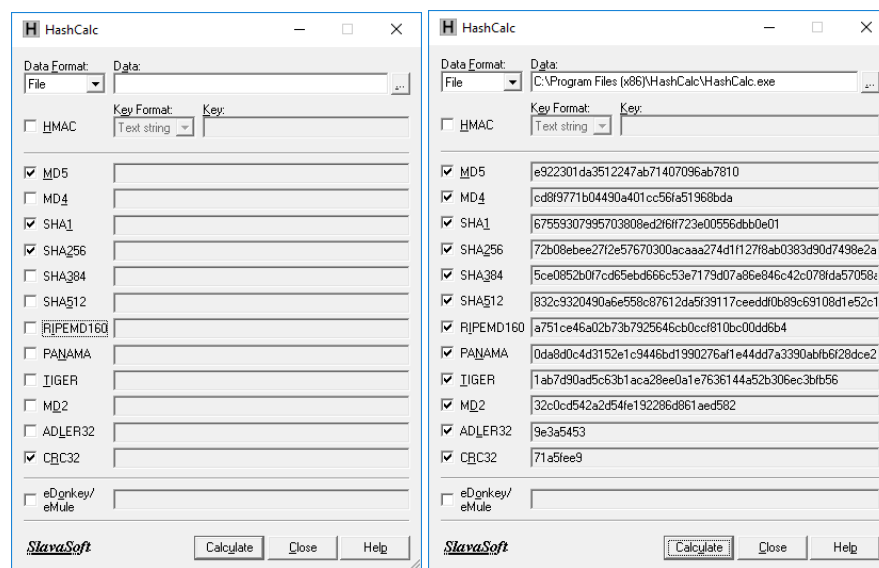 HashCalc
Data Format: Data:
File ...
Key Format: Key:
HMAC Text string
MD5
MD4
SHA1
SHA256
SHA384
SHA512
RIPEMD160
PANAMA
TIGER
MD2
ADLER32
CRC32
eDonkey/
eMule
SlavaSoft Calculate Close Help
HashCalc
Data Format: Data:
File C:\Program Files (x86)\HashCalc\HashCalc.exe ...
Key Format: Key:
HMAC Text string
MD5 e922301da3512247ab71407096ab7810
MD4 cd8f9771b04490a401cc56fa51968bda
SHA1 67559307995703808ed2f6ff723e00556dbb0e01
SHA256 72b08ebee27f2e57670300acaaa274d1f127f8ab0383d90d7498e2a
SHA384 5ce0852b0f7cd65ebd666c53e7179d07a86e846c42c078fda57058a
SHA512 832c9320490a6e558c87612da5f39117ceeddf0b89c69108d1e52c1
RIPEMD160 a751ce46a02b73b7925646cb0ccf810bc00dd6b4
PANAMA 0da8d0c4d3152e1c9446bd1990276af1e44dd7a3390abfb6f28dce2
TIGER 1ab7d90ad5c63b1aca28ee0a1e7636144a52b306ec3bfb56
MD2 32c0cd542a2d54fe192286d861aed582
ADLER32 9e3a5453
CRC32 71a5fee9
eDonkey/
eMule
SlavaSoft Calculate Close Help